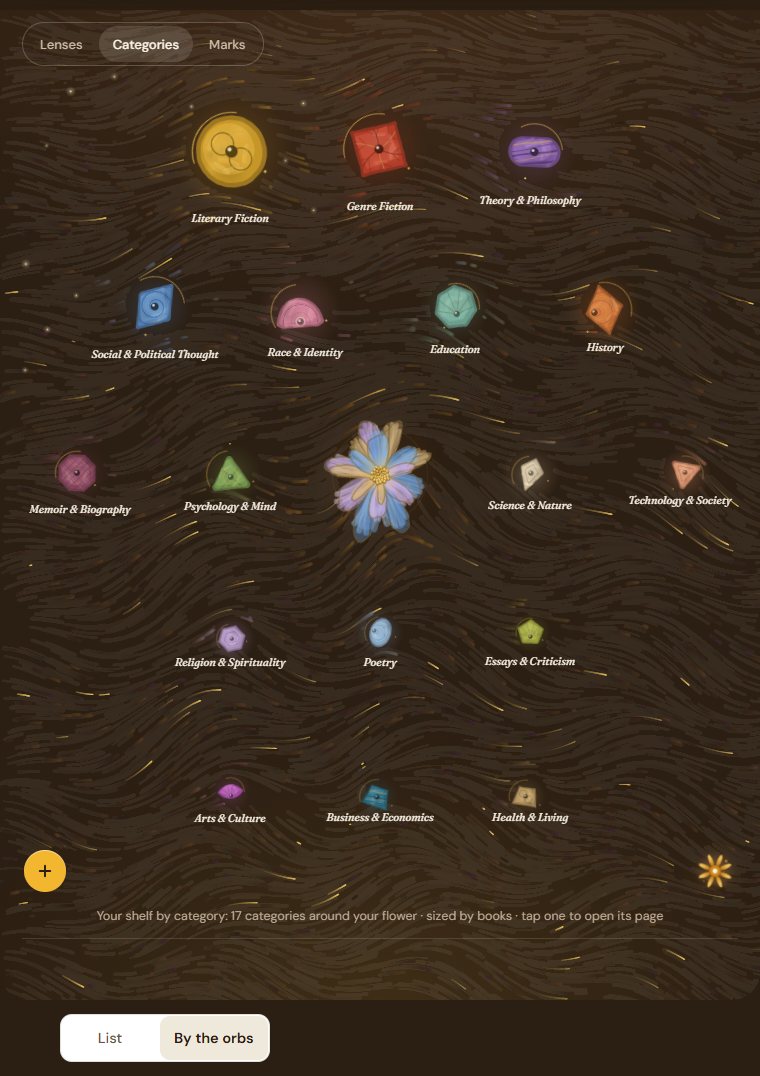 Lenses Categories Marks
Literary Fiction Genre Fiction Theory & Philosophy
Social & Political Thought Race & Identity Education History
Memoir & Biography Psychology & Mind Science & Nature Technology & Society
Religion & Spirituality Poetry Essays & Criticism
Arts & Culture Business & Economics Health & Living
+
Your shelf by category: 17 categories around your flower · sized by books · tap one to open its page
List By the orbs